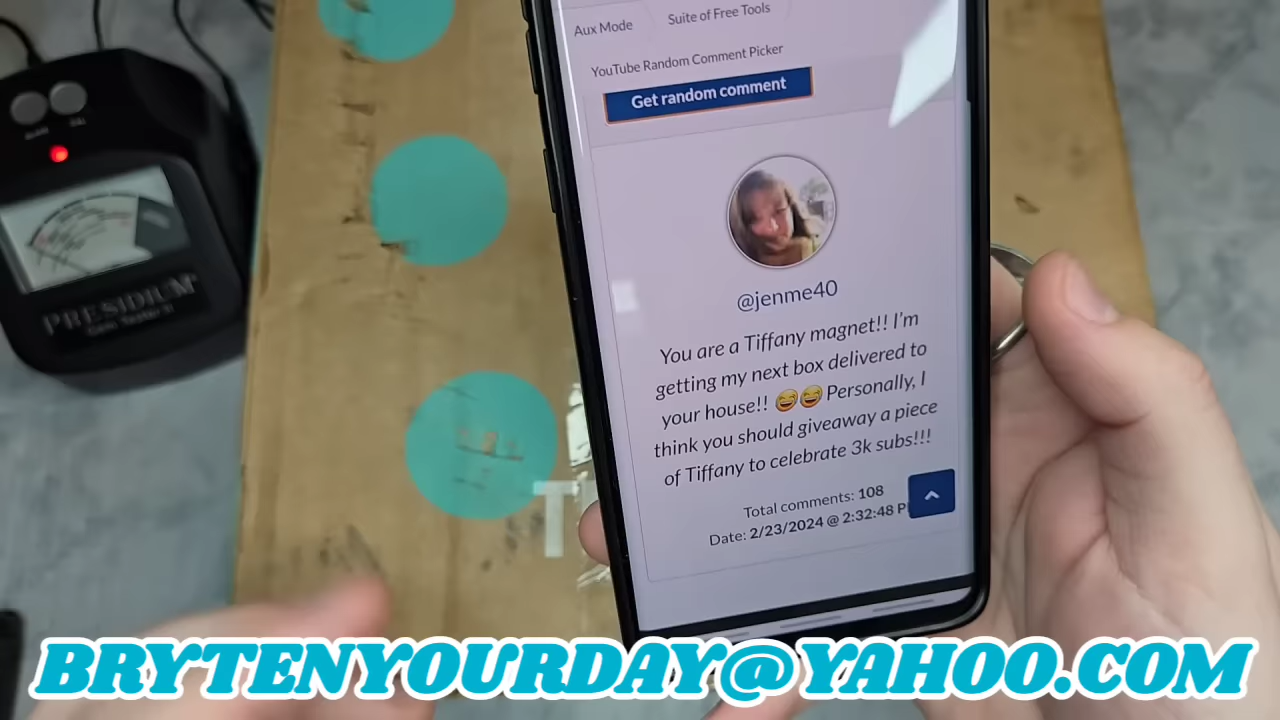 Aux Mode
Suite of Free Tools
YouTube Random Comment Picker
Get random comment
@jenme40
You are a Tiffany magnet!! I'm
getting my next box delivered to
your house!! 😆😆 Personally, I
think you should giveaway a piece
of Tiffany to celebrate 3k subs!!!
Total comments: 108
Date: 2/23/2024 @ 2:32:48 P
PRESIDIUM
BRYTENYOURDAY@YAHOO.COM